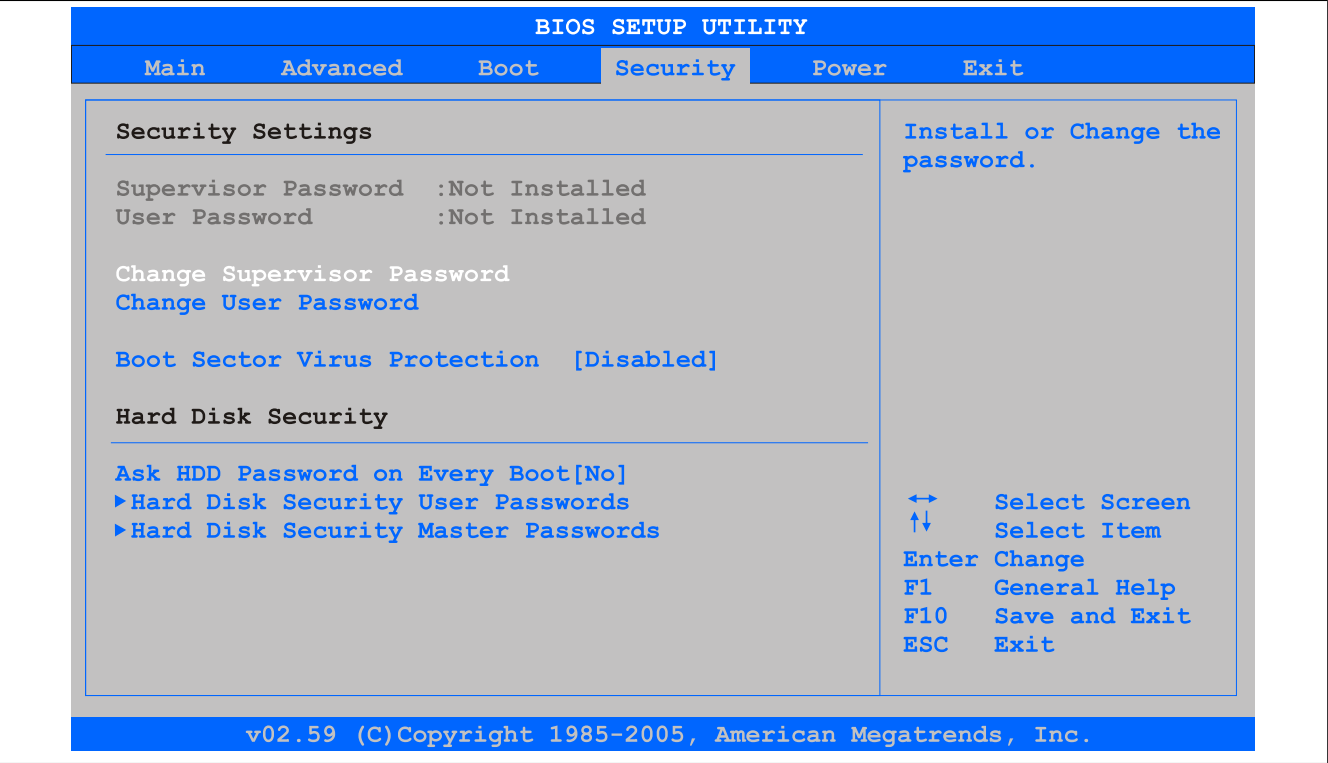 BIOS SETUP UTILITY
Main Advanced Boot Security Power Exit
Security Settings
Supervisor Password :Not Installed
User Password :Not Installed
Change Supervisor Password
Change User Password
Boot Sector Virus Protection [Disabled]
Hard Disk Security
Ask HDD Password on Every Boot[No]
Hard Disk Security User Passwords
Hard Disk Security Master Passwords
Install or Change the
password.
Select Screen
Select Item
Enter Change
F1 General Help
F10 Save and Exit
ESC Exit
v02.59 (C)Copyright 1985-2005, American Megatrends, Inc.